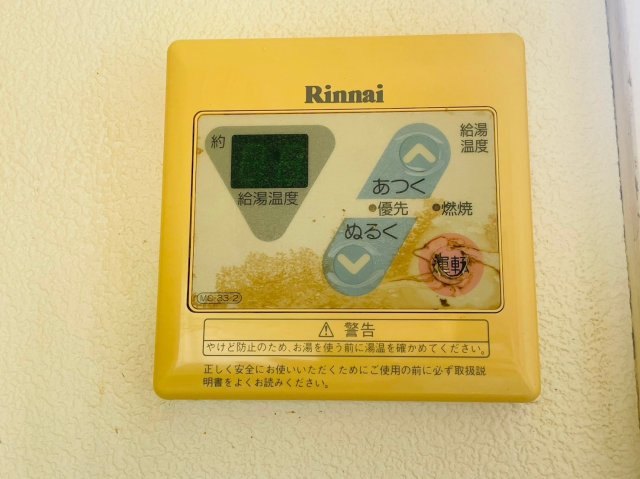 Rinnai
約
給湯温度
給湯
温度
あつく
優先
燃焼
ぬるく
運転
MC-33-2
警告
やけど防止のため、お湯を使う前に湯温を確かめてください。
正しく安全にお使いいただくためにご使用の前に必ず取扱説
明書をよくお読みください。